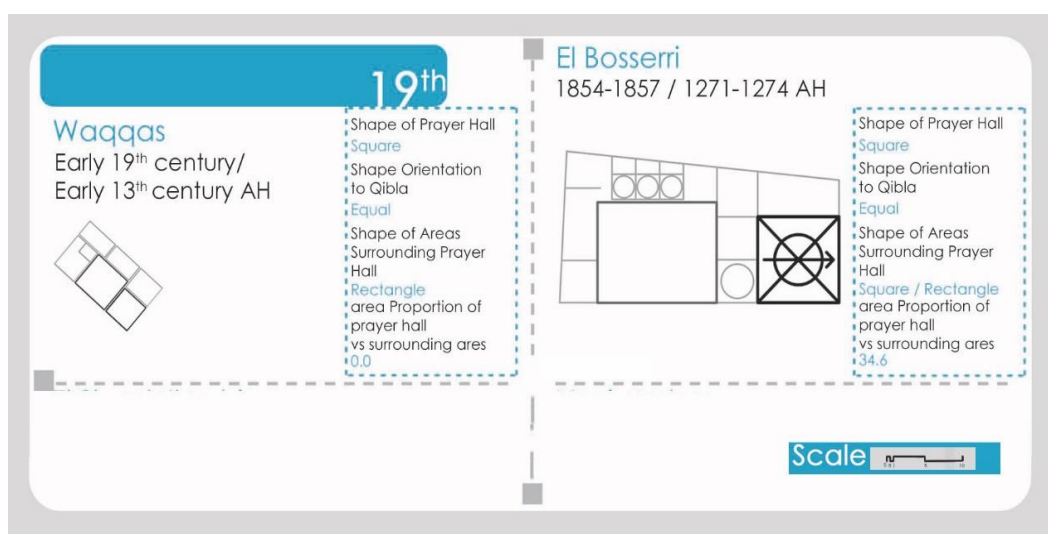 19th
Waqqas
Early 19th century/
Early 13th century AH
Shape of Prayer Hall
Square
Shape Orientation
to Qibla
Equal
Shape of Areas
Surrounding Prayer
Hall
Rectangle
area Proportion of
prayer hall
vs surrounding ares
0.0
El Bosserri
1854-1857 / 1271-1274 AH
Shape of Prayer Hall
Square
Shape Orientation
to Qibla
Equal
Shape of Areas
Surrounding Prayer
Hall
Square / Rectangle
area Proportion of
prayer hall
vs surrounding ares
34.6
Scale